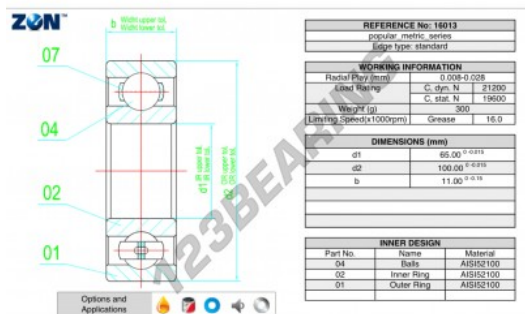 ZEN
b Width upper tol.
Width lower tol.
07
04
02
01
d1 IR upper tol.
IR lower tol.
d2 OR upper tol.
OR lower tol.
REFERENCE No: 16013
popular_metric_series
Edge type: standard
WORKING INFORMATION
Radial Play (mm) 0.008-0.028
Load Rating C, dyn. N 21200
C, stat. N 19600
Weight (g) 300
Limiting Speed(x1000rpm) Grease 16.0
DIMENSIONS (mm)
d1 65.00 0 -0.015
d2 100.00 0 -0.015
b 11.00 0 -0.15
INNER DESIGN
Part No. Name Material
04 Balls AISI52100
02 Inner Ring AISI52100
01 Outer Ring AISI52100
Options and
Applications
123BEARING